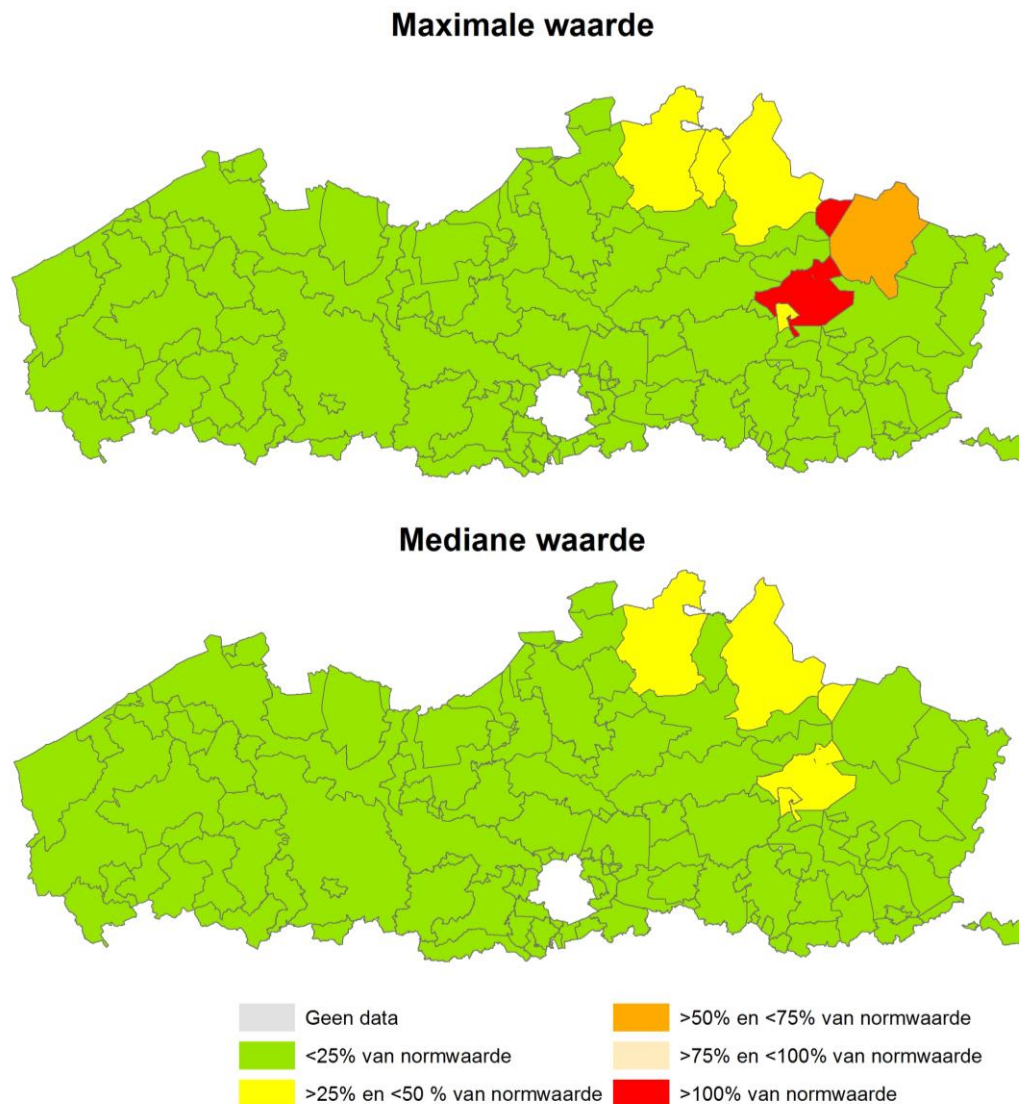 Maximale waarde
Mediane waarde
Geen data
<25% van normwaarde
>25% en <50 % van normwaarde
>50% en <75% van normwaarde
>75% en <100% van normwaarde
>100% van normwaarde